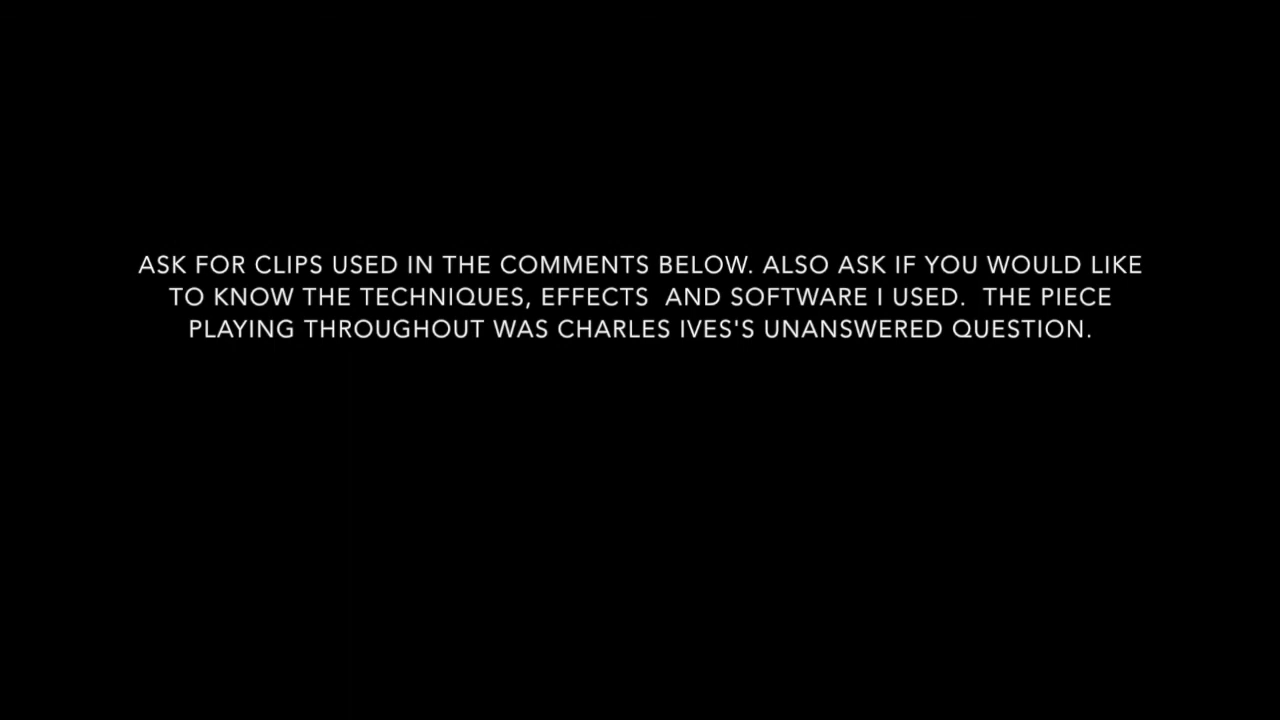 ASK FOR CLIPS USED IN THE COMMENTS BELOW. ALSO ASK IF YOU WOULD LIKE
TO KNOW THE TECHNIQUES, EFFECTS  AND SOFTWARE I USED.  THE PIECE
PLAYING THROUGHOUT WAS CHARLES IVES'S UNANSWERED QUESTION.